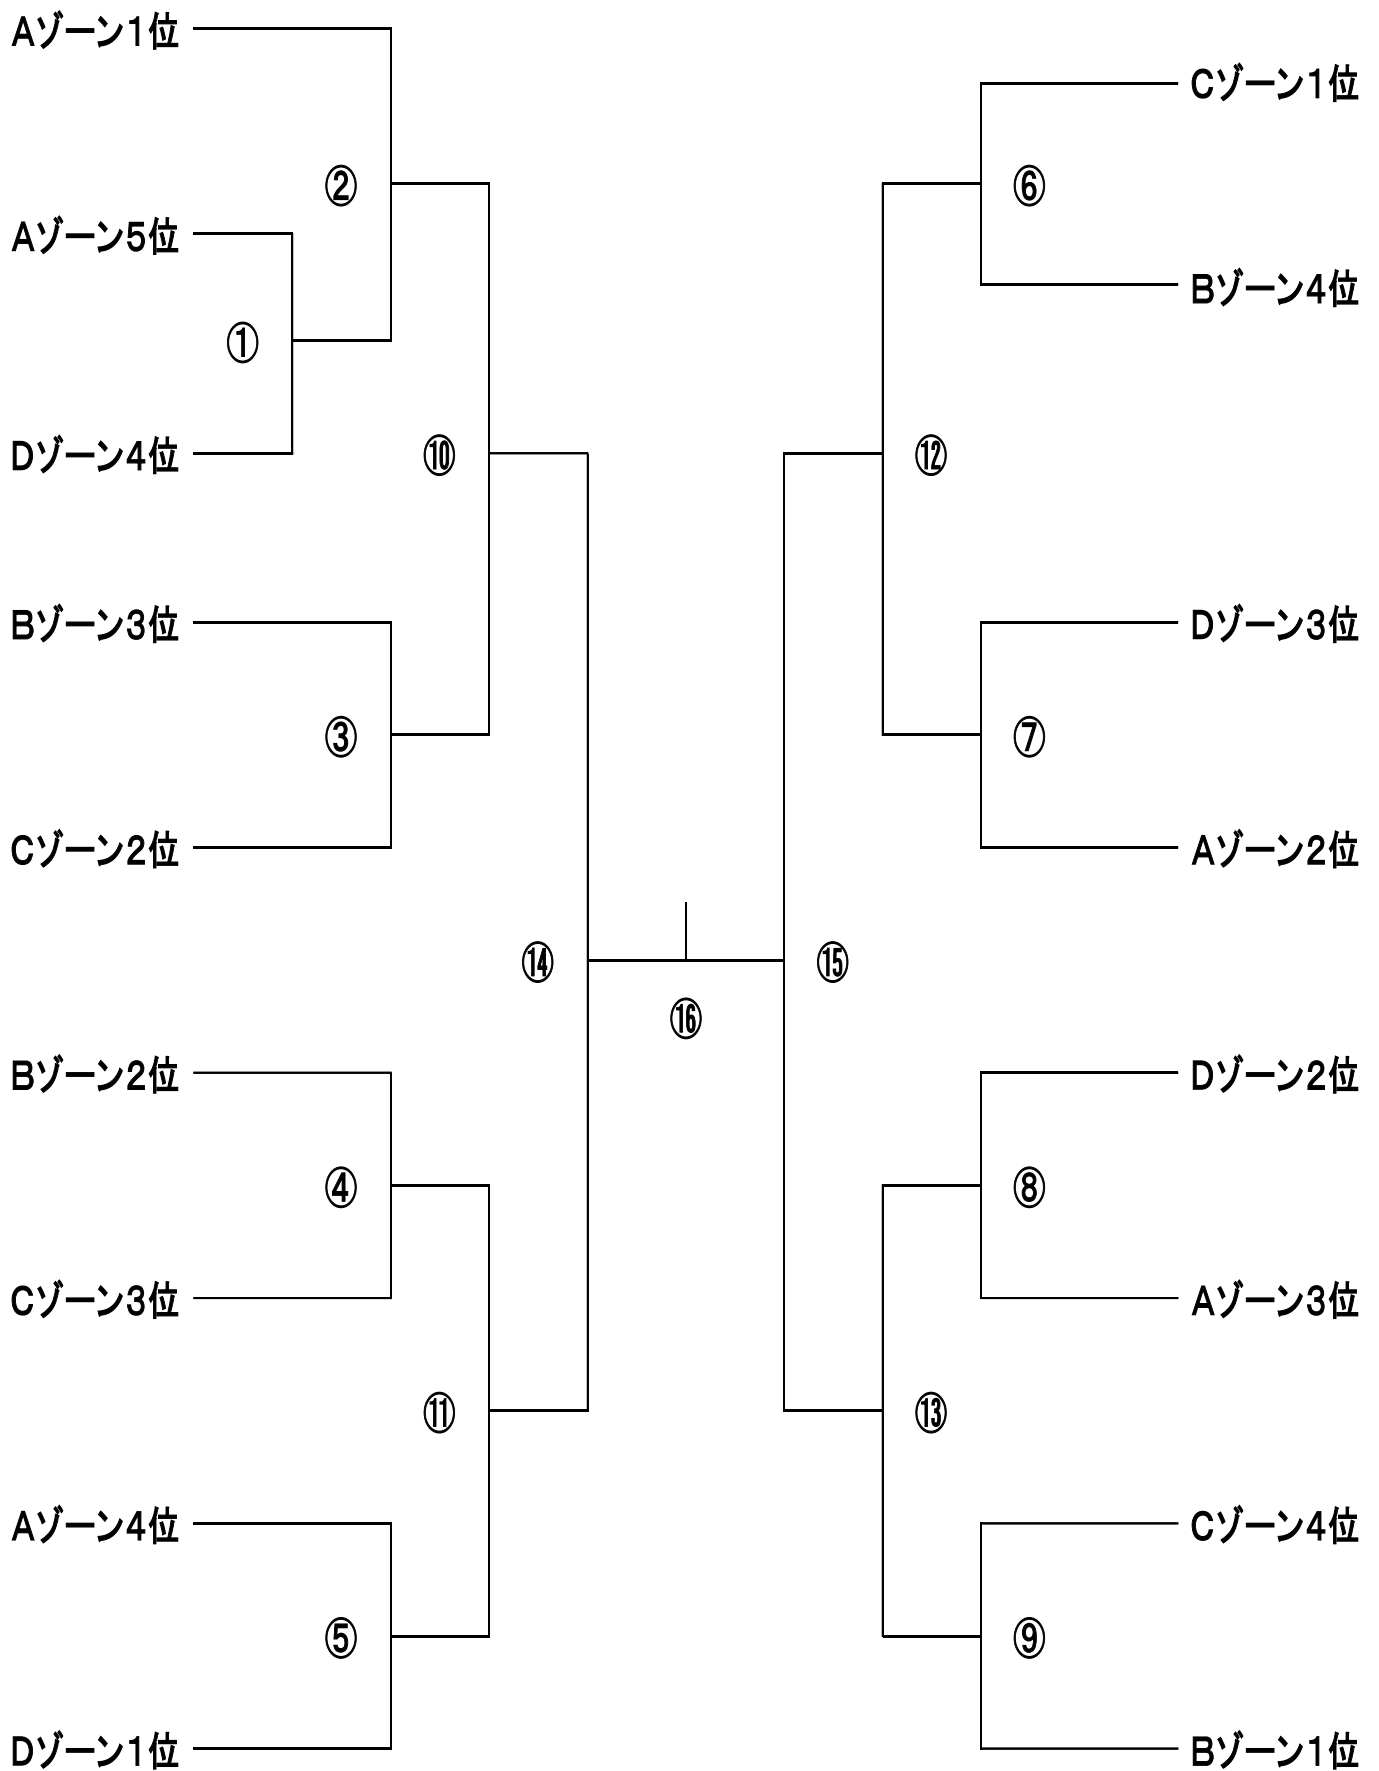 Aゾーン1位
Cゾーン1位
②
⑥
Aゾーン5位
Bゾーン4位
①
Dゾーン4位
⑩
⑫
Bゾーン3位
Dゾーン3位
③
⑦
Cゾーン2位
Aゾーン2位
⑭
⑮
⑯
Bゾーン2位
Dゾーン2位
④
⑧
Cゾーン3位
Aゾーン3位
⑪
⑬
Aゾーン4位
Cゾーン4位
⑤
⑨
Dゾーン1位
Bゾーン1位